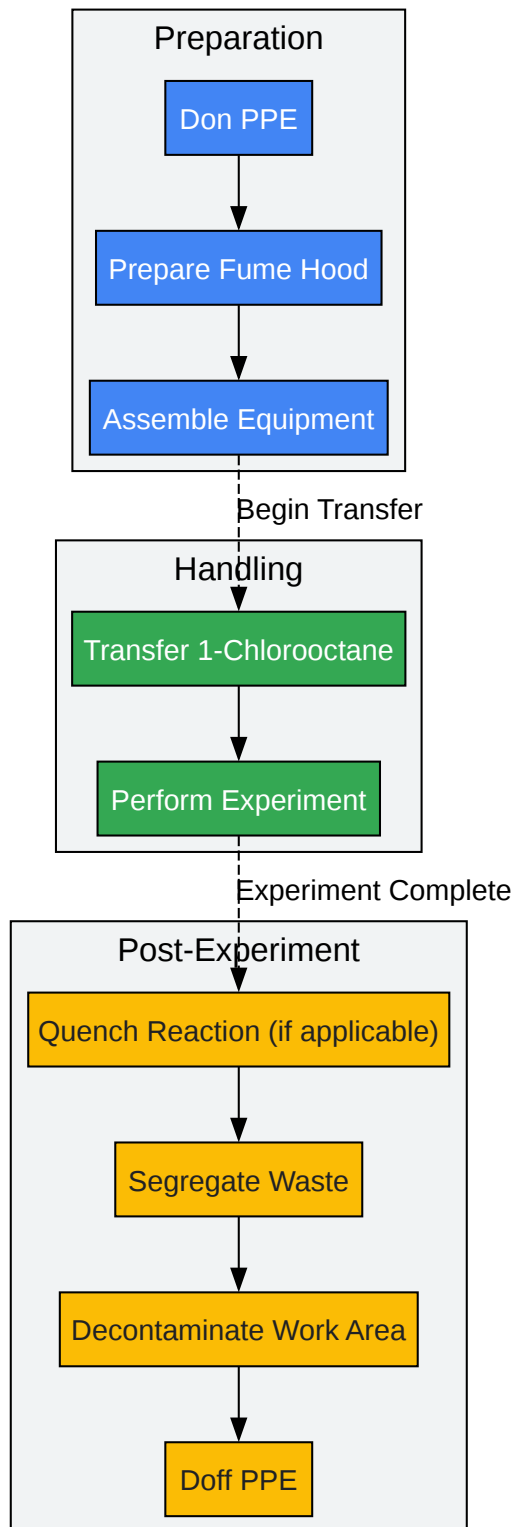 Preparation
Don PPE
Prepare Fume Hood
Assemble Equipment
Begin Transfer
Handling
Transfer 1-Chlorooctane
Perform Experiment
Experiment Complete
Post-Experiment
Quench Reaction (if applicable)
Segregate Waste
Decontaminate Work Area
Doff PPE